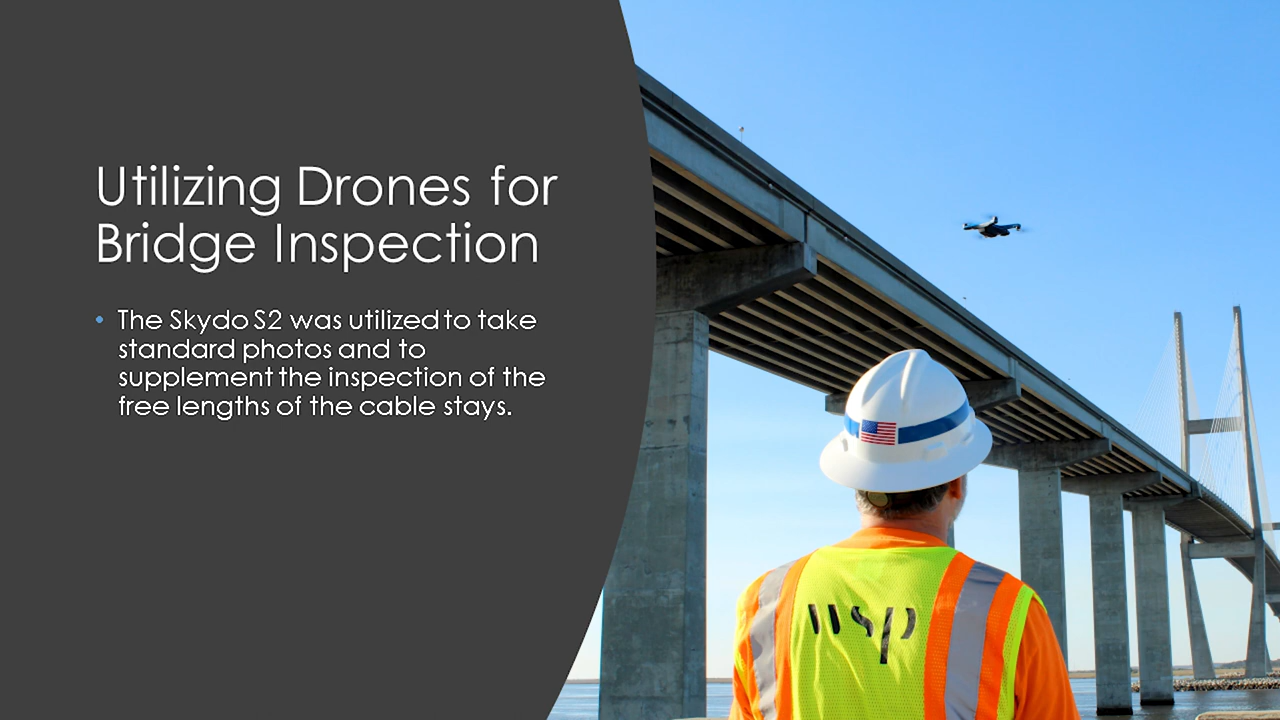 Utilizing Drones for
Bridge Inspection
• The Skydo S2 was utilized to take
standard photos and to
supplement the inspection of the
free lengths of the cable stays.
wsp